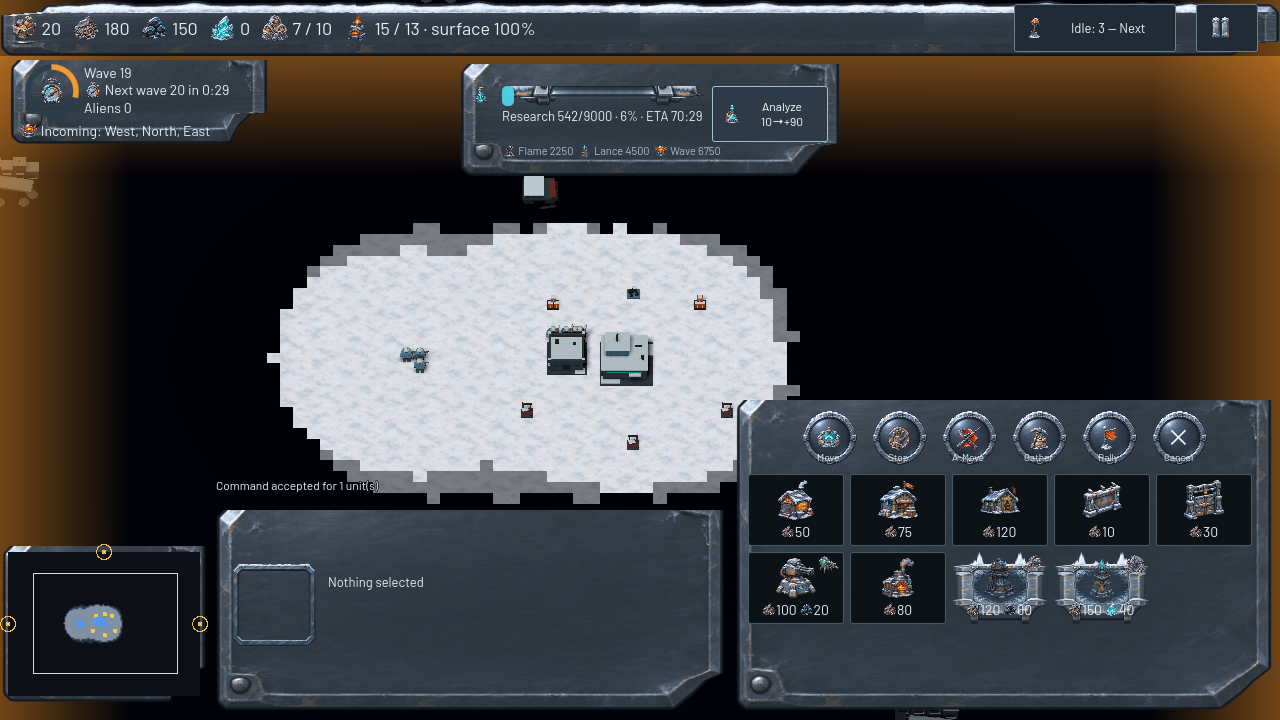 20 180 150 0 7 / 10 15 / 13 · surface 100%
Idle: 3 — Next
Wave 19
Next wave 20 in 0:29
Aliens 0
Incoming: West, North, East
Research 542/9000 · 6% · ETA 70:29
Analyze
10→+90
Flame 2250 Lance 4500 Wave 6750
Command accepted for 1 unit(s)
Nothing selected
Move Stop A-Move Gather Rally Cancel
50 75 120 10 30
100 20 80 120 60 150 40